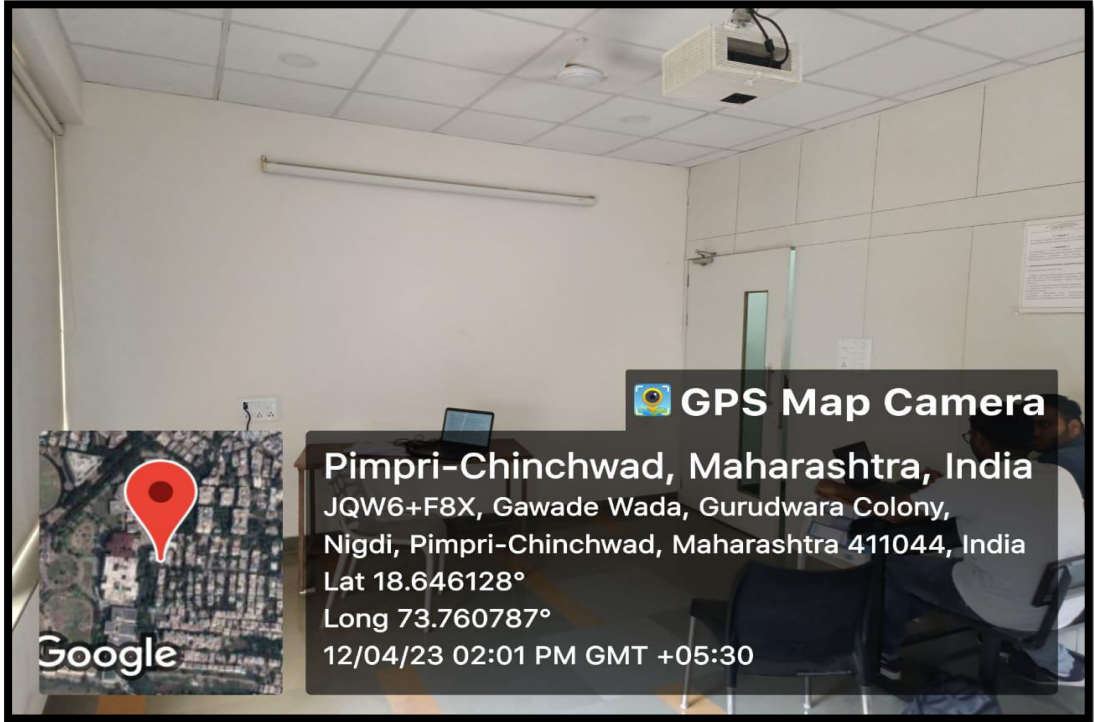 GPS Map Camera
Pimpri-Chinchwad, Maharashtra, India
JQW6+F8X, Gawade Wada, Gurudwara Colony,
Nigdi, Pimpri-Chinchwad, Maharashtra 411044, India
Lat 18.646128°
Long 73.760787°
12/04/23 02:01 PM GMT +05:30
Google